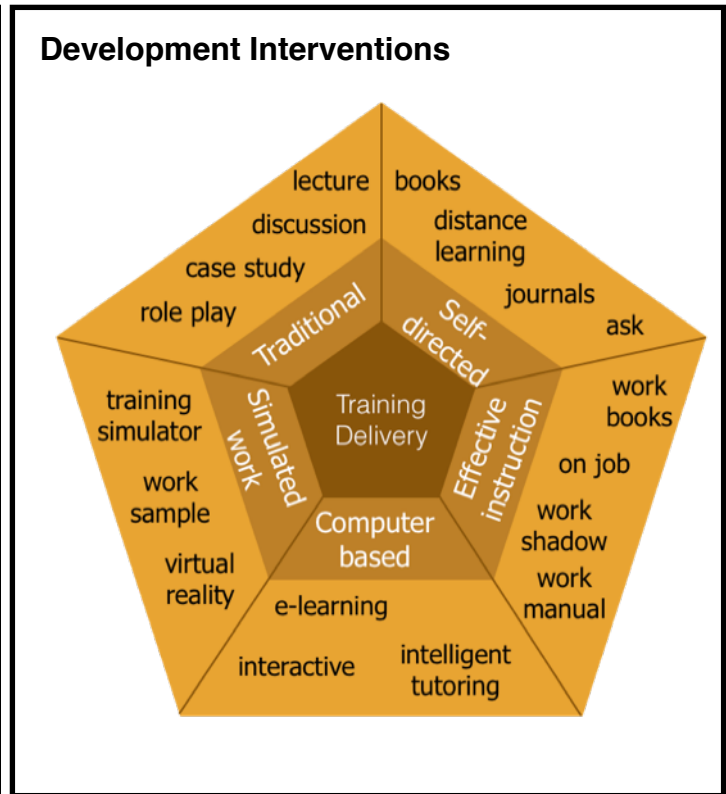 Development Interventions
lecture
discussion
case study
role play
books
distance
learning
journals
ask
Traditional
Self-
directed
Training
Delivery
Simulated
work
Effective
instruction
Computer
based
training
simulator
work
sample
virtual
reality
work
books
on job
work
shadow
work
manual
e-learning
interactive
intelligent
tutoring